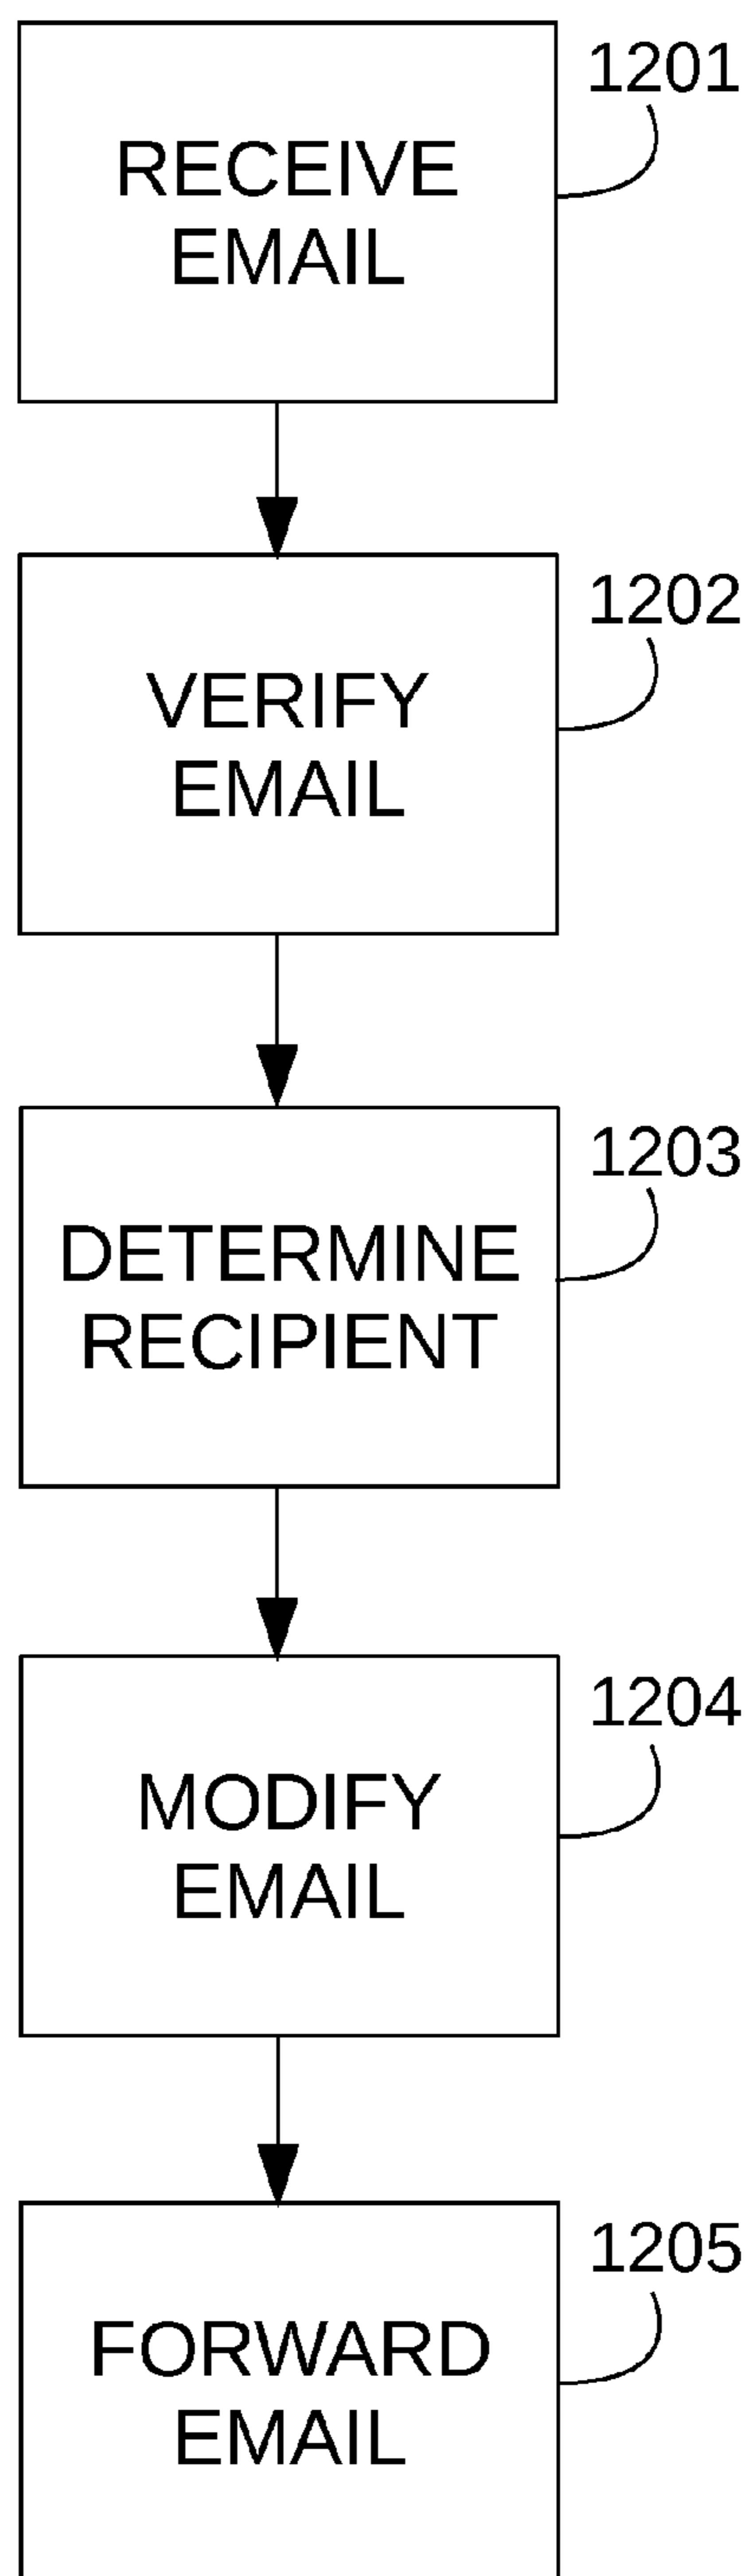 1201
RECEIVE
EMAIL
1202
VERIFY
EMAIL
1203
DETERMINE
RECIPIENT
1204
MODIFY
EMAIL
1205
FORWARD
EMAIL